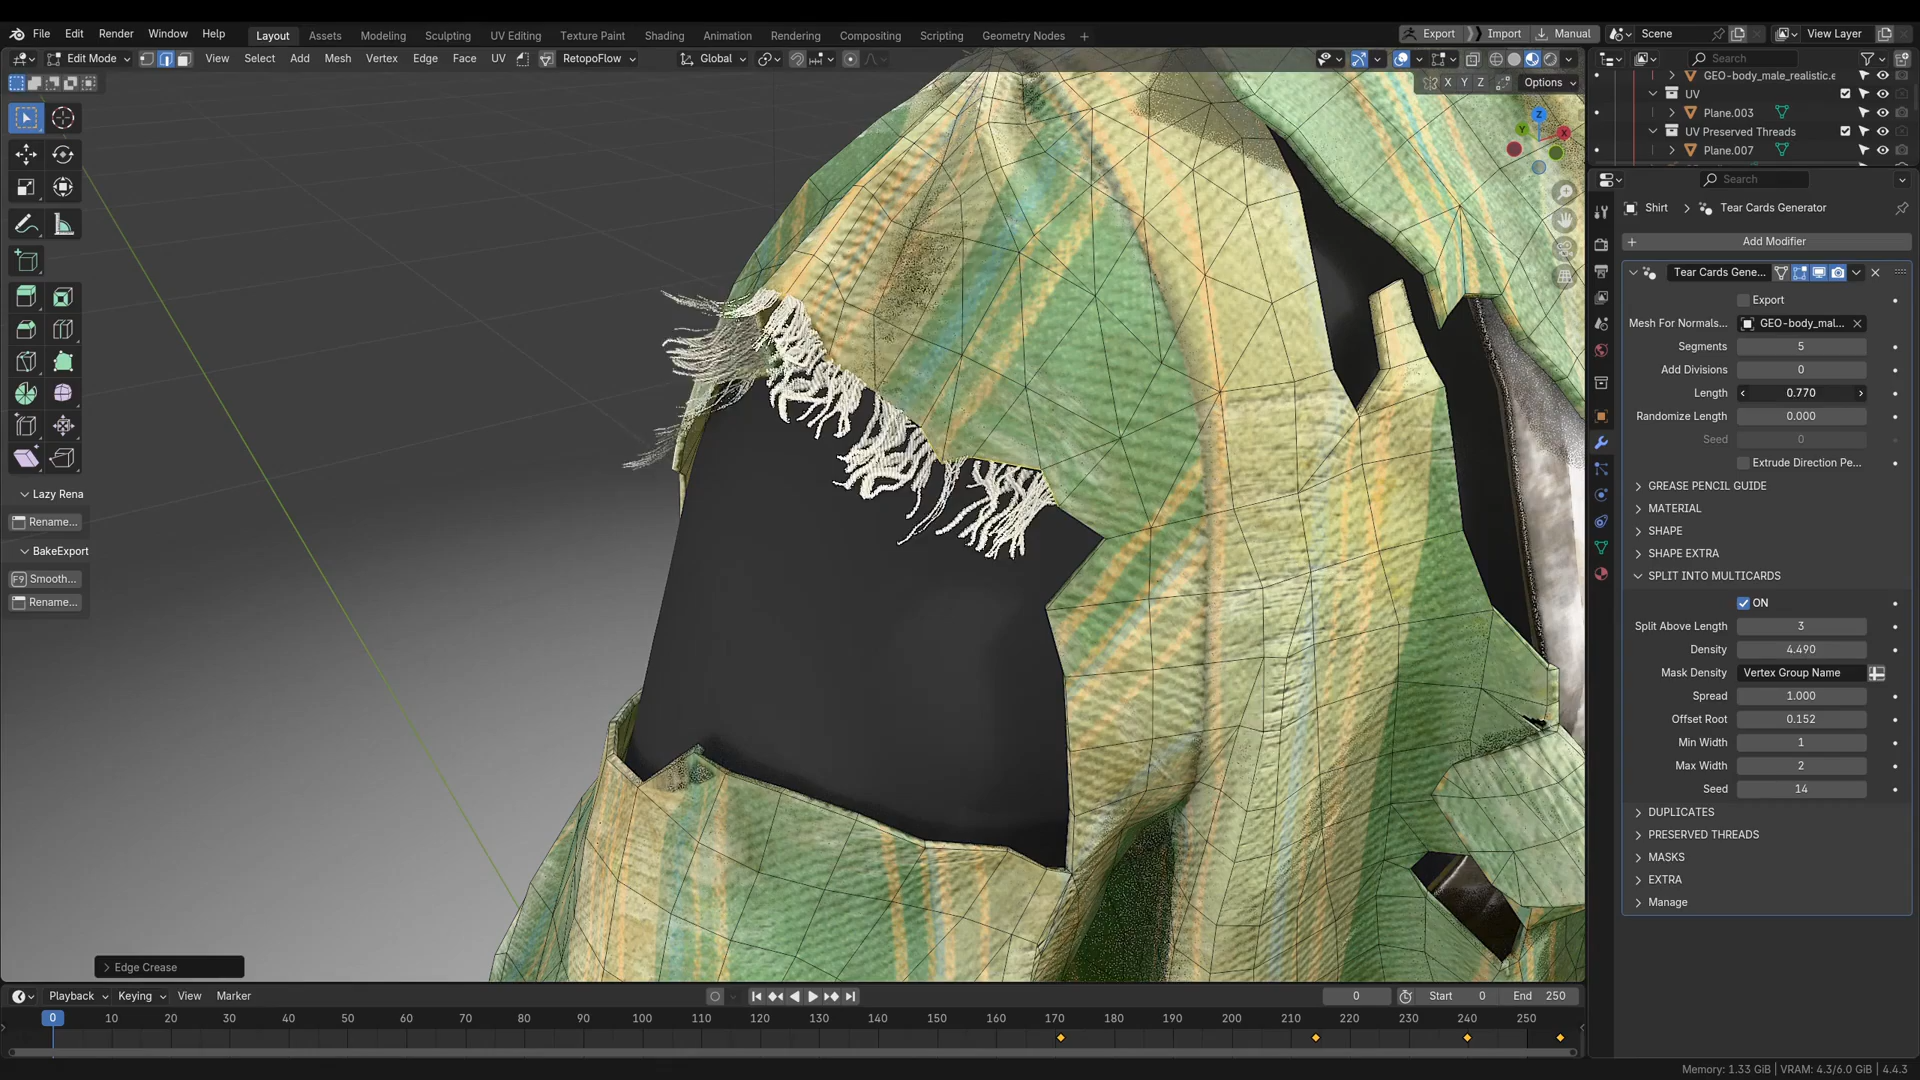 File Edit Render Window Help Layout Assets Modeling Sculpting UV Editing Texture Paint Shading Animation Rendering Compositing Scripting Geometry Nodes + Export Import Manual Scene View Layer
Edit Mode View Select Add Mesh Vertex Edge Face UV RetopoFlow Global
Search
GEO-body_male_realistic.e
X Y Z Options
UV
Plane.003
UV Preserved Threads
Plane.007
Z
Y
X
Search
Shirt > Tear Cards Generator
+ Add Modifier
Tear Cards Gene...
Export
Mesh For Normals... GEO-body_mal...
Segments 5
Add Divisions 0
Length 0.770
Randomize Length 0.000
Seed 0
Extrude Direction Pe...
GREASE PENCIL GUIDE
MATERIAL
SHAPE
SHAPE EXTRA
SPLIT INTO MULTICARDS
ON
Split Above Length 3
Density 4.490
Mask Density Vertex Group Name
Spread 1.000
Offset Root 0.152
Min Width 1
Max Width 2
Seed 14
DUPLICATES
PRESERVED THREADS
MASKS
EXTRA
Manage
Lazy Rena
Rename...
BakeExport
F9 Smooth...
Rename...
Edge Crease
Playback Keying View Marker 0 Start 0 End 250
0 10 20 30 40 50 60 70 80 90 100 110 120 130 140 150 160 170 180 190 200 210 220 230 240 250
Memory: 1.33 GiB | VRAM: 4.3/6.0 GiB | 4.4.3